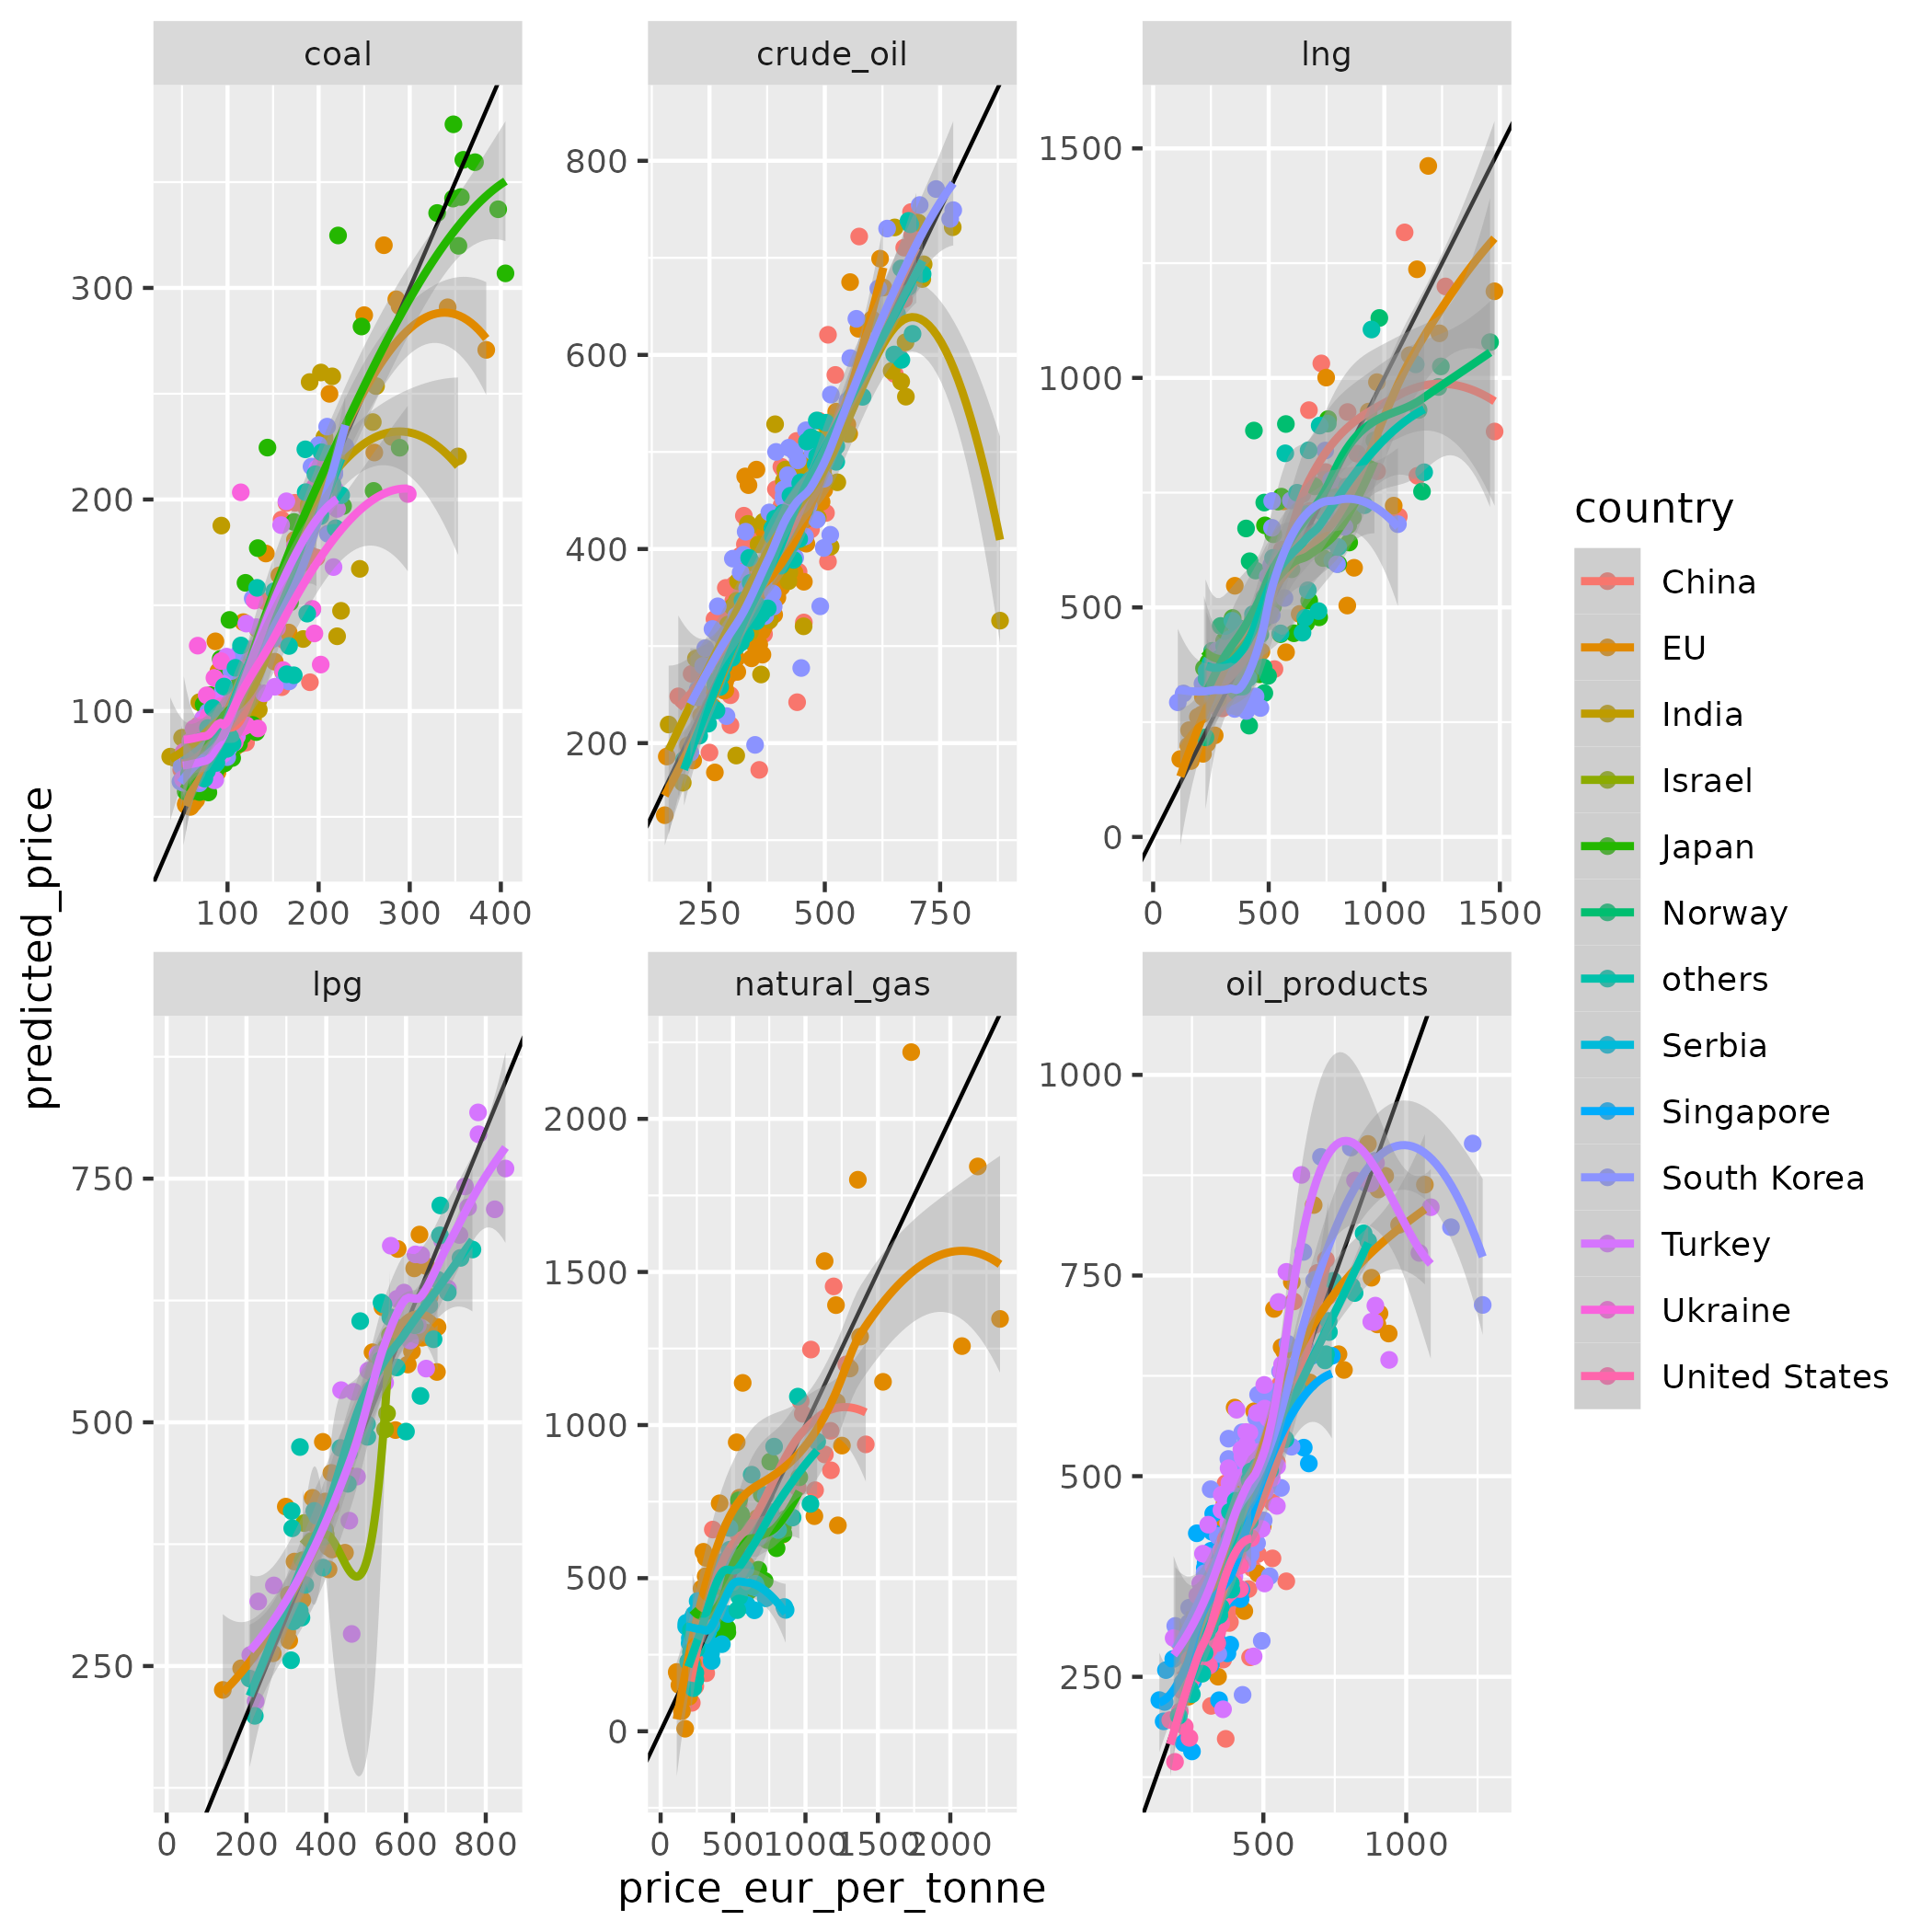 coal
crude_oil
lng
300
200
100
800
600
400
200
1500
1000
500
0
100 200 300 400
250 500 750
0 500 1000 1500
lpg
natural_gas
oil_products
750
500
250
2000
1500
1000
500
0
1000
750
500
250
0 200 400 600 800
0 500 1000 1500 2000
500 1000
price_eur_per_tonne
predicted_price
country
China
EU
India
Israel
Japan
Norway
others
Serbia
Singapore
South Korea
Turkey
Ukraine
United States